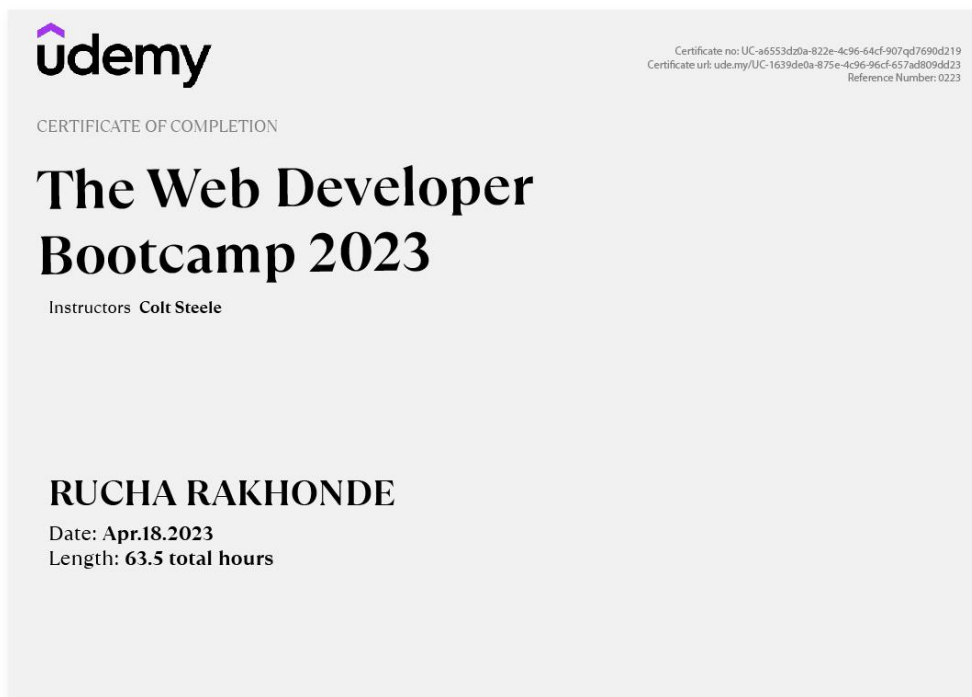 udemy
Certificate no: UC-a6553dz0a-822e-4c96-64cf-907qd7690d219
Certificate url: ude.my/UC-1639de0a-875e-4c96-96cf-657ad809dd23
Reference Number: 0223
CERTIFICATE OF COMPLETION
The Web Developer
Bootcamp 2023
Instructors Colt Steele
RUCHA RAKHONDE
Date: Apr.18.2023
Length: 63.5 total hours